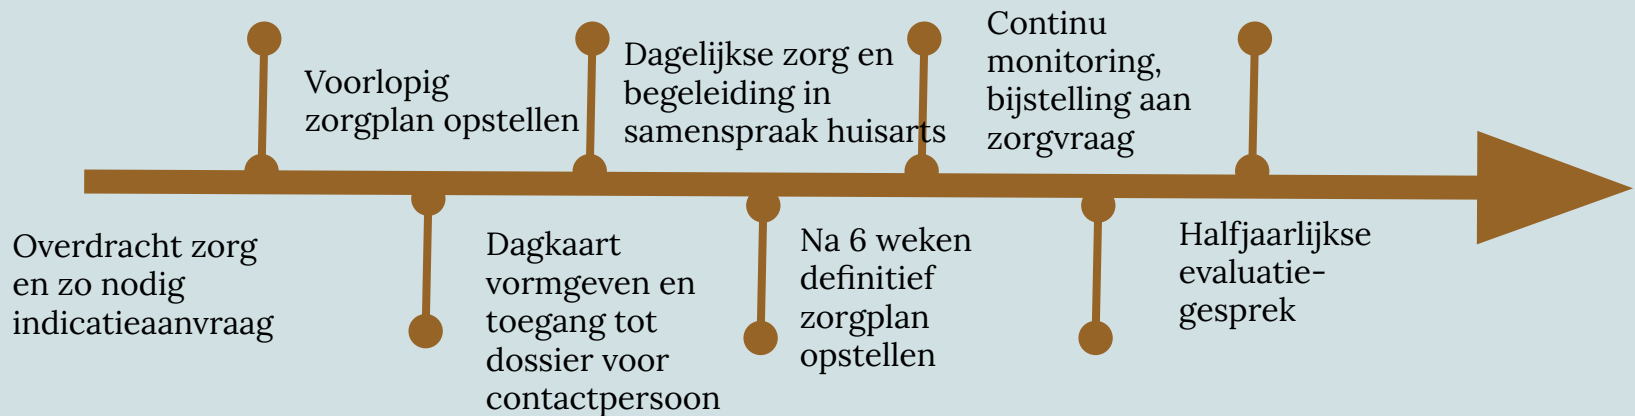 Overdracht zorg
en zo nodig
indicatieaanvraag
Voorlopig
zorgplan opstellen
Dagkaart
vormgeven en
toegang tot
dossier voor
contactpersoon
Dagelijkse zorg en
begeleiding in
samenspraak huisarts
Na 6 weken
definitief
zorgplan
opstellen
Continu
monitoring,
bijstelling aan
zorgvraag
Halfjaarlijkse
evaluatie-
gesprek